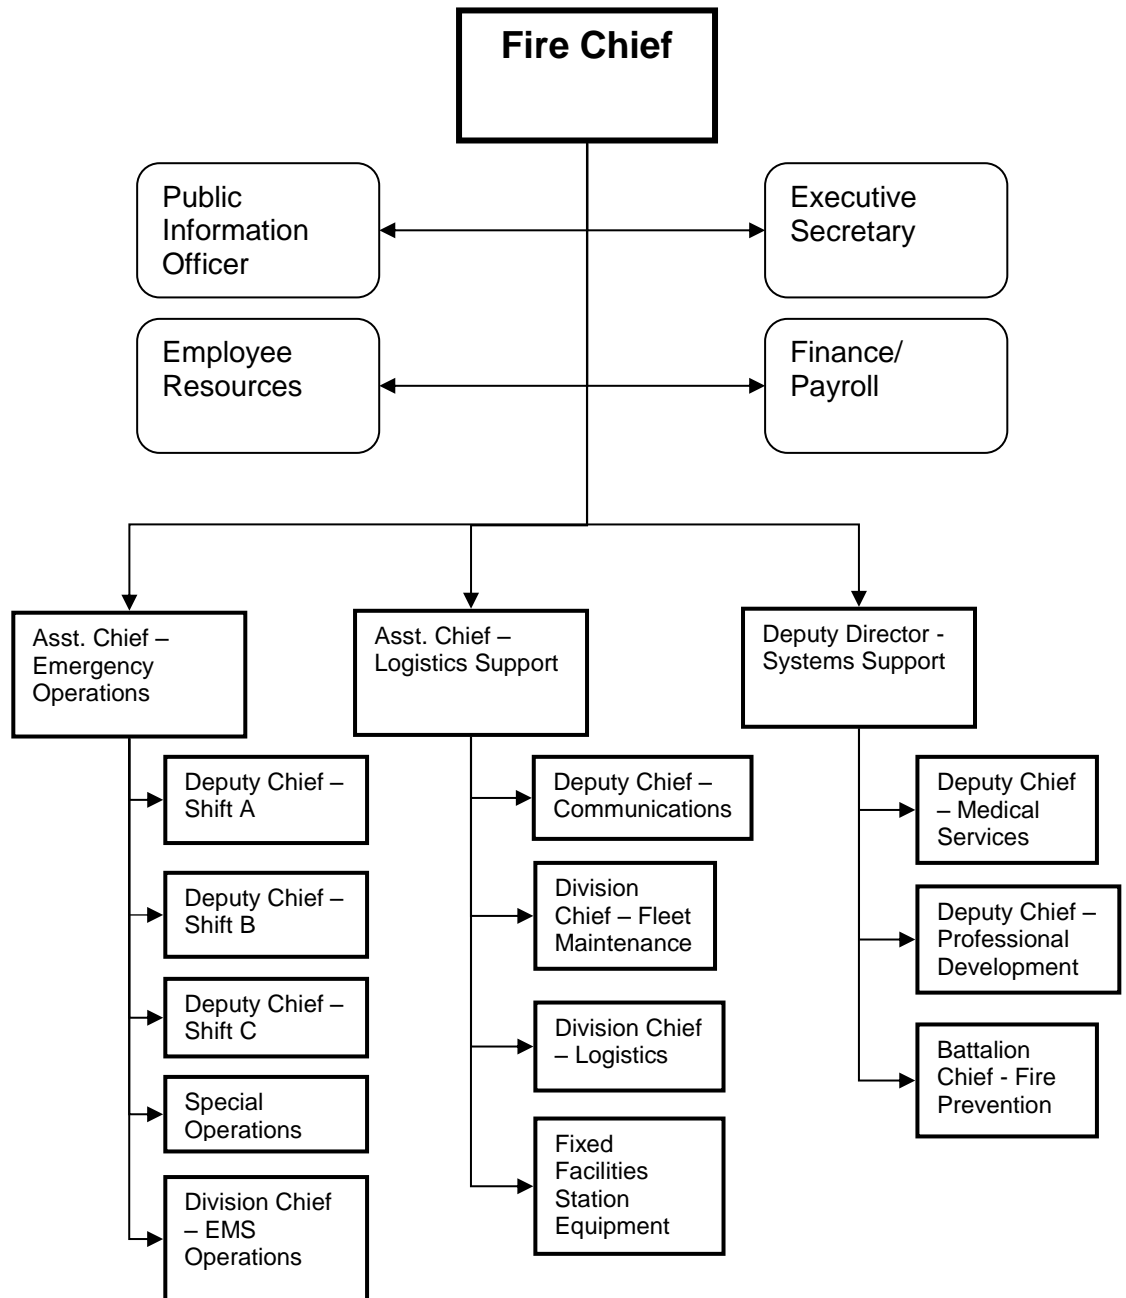 Fire Chief
Public
Information
Officer
Executive
Secretary
Employee
Resources
Finance/
Payroll
Asst. Chief –
Emergency
Operations
Asst. Chief –
Logistics Support
Deputy Director -
Systems Support
Deputy Chief –
Shift A
Deputy Chief –
Shift B
Deputy Chief –
Shift C
Special
Operations
Division Chief
– EMS
Operations
Deputy Chief –
Communications
Division
Chief – Fleet
Maintenance
Division Chief
– Logistics
Fixed
Facilities
Station
Equipment
Deputy Chief
– Medical
Services
Deputy Chief –
Professional
Development
Battalion
Chief - Fire
Prevention